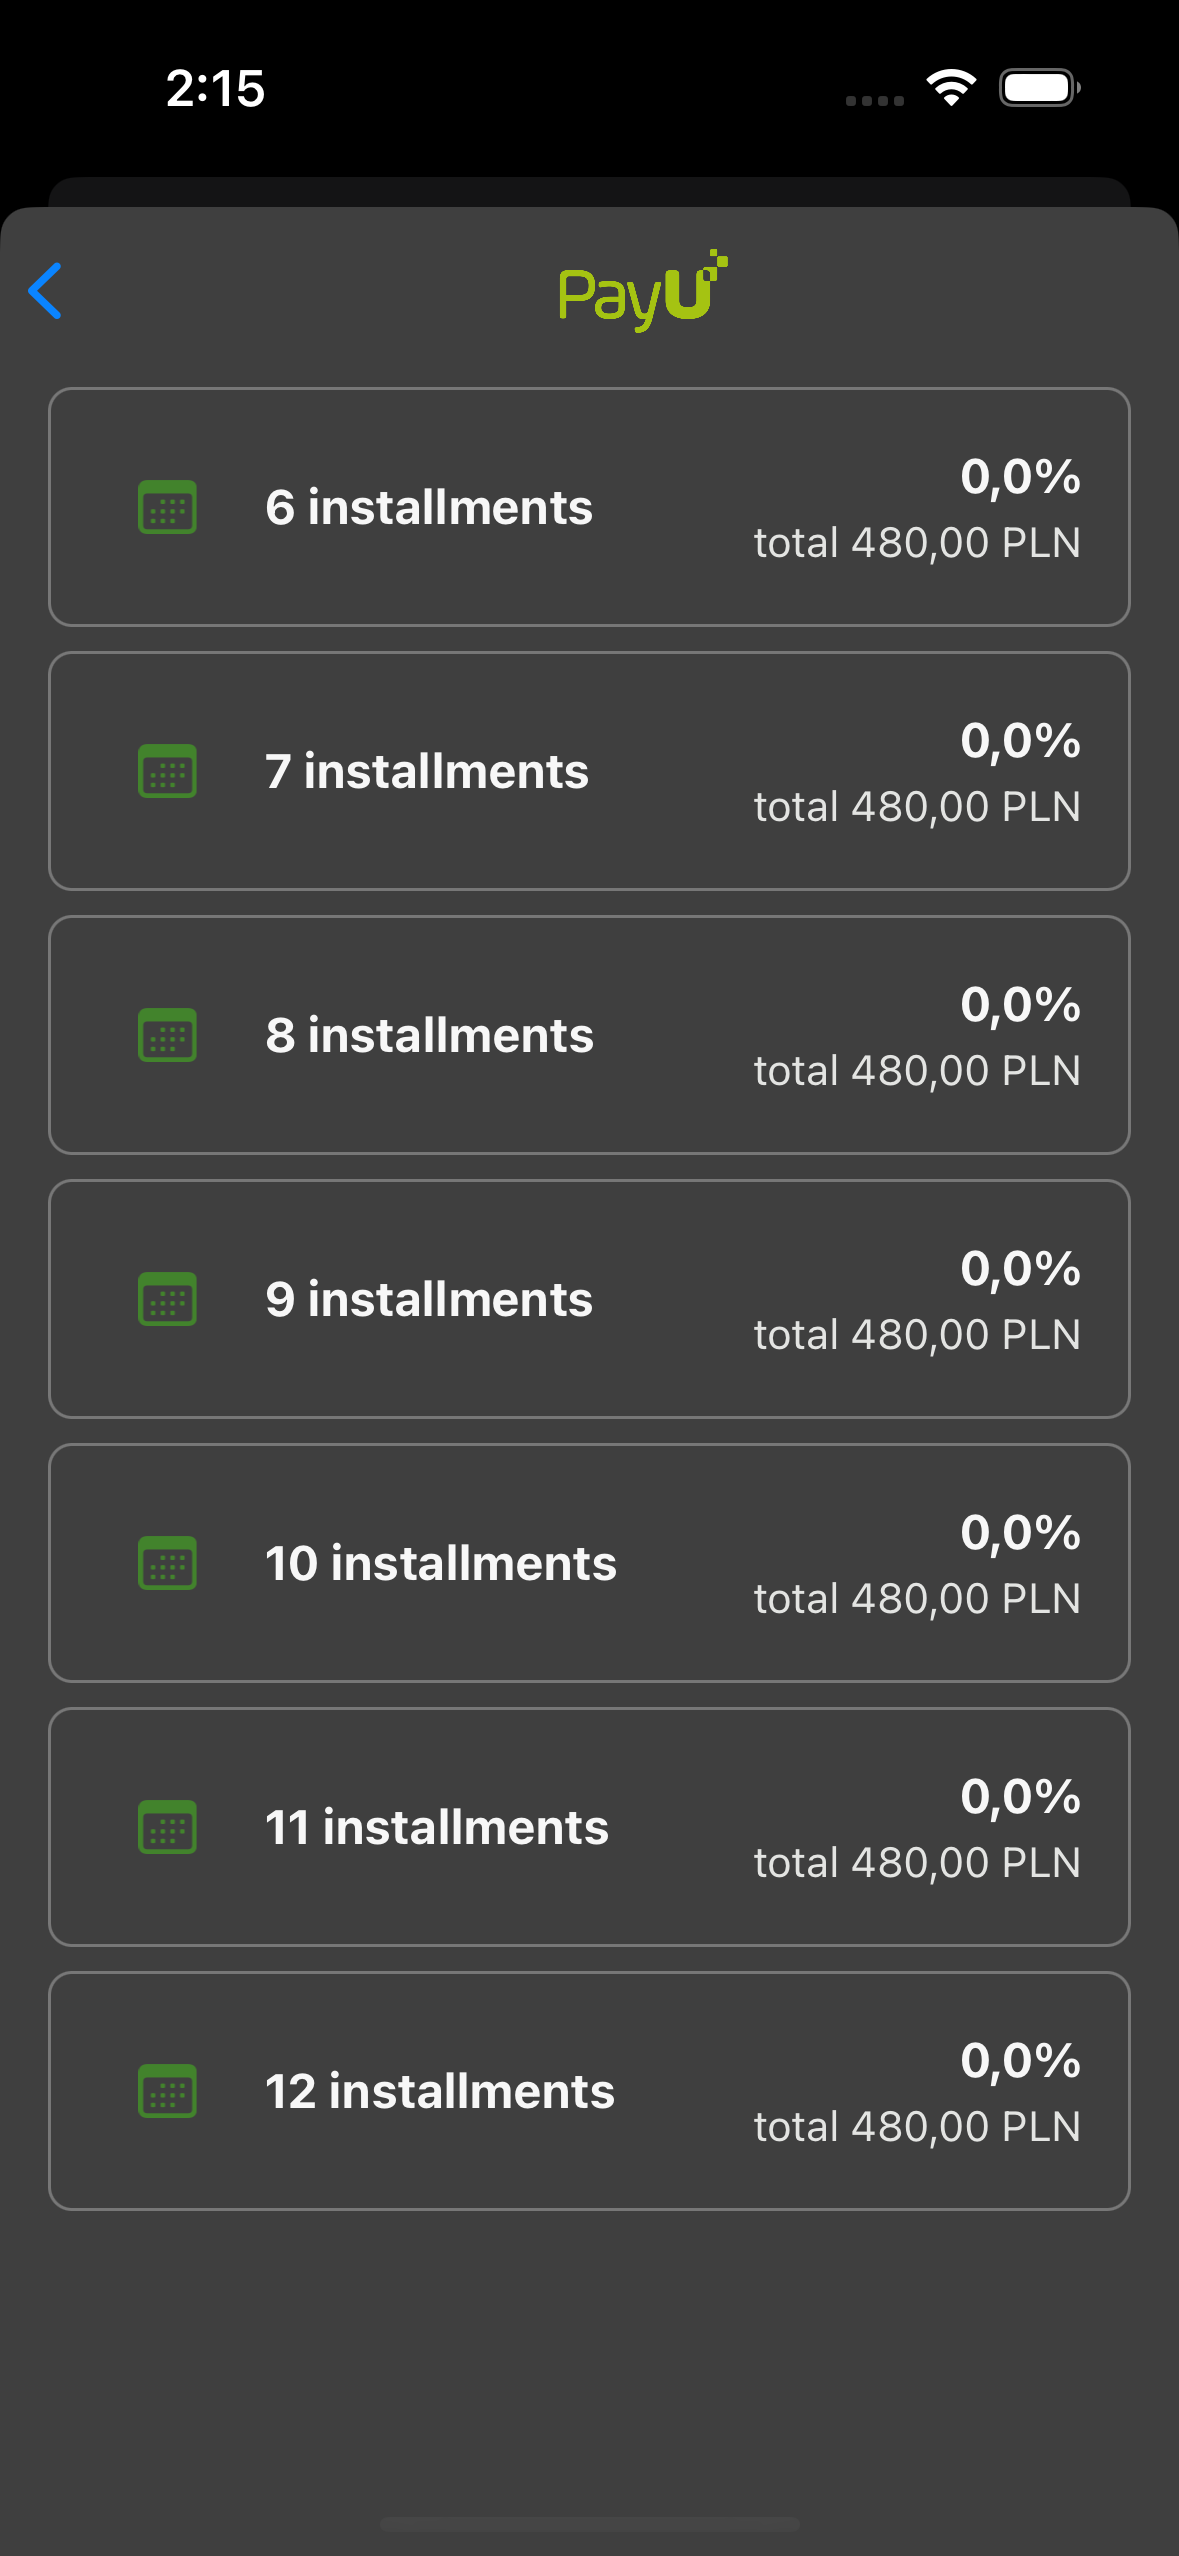 2:15
PayU
6 installments
0,0%
total 480,00 PLN
7 installments
0,0%
total 480,00 PLN
8 installments
0,0%
total 480,00 PLN
9 installments
0,0%
total 480,00 PLN
10 installments
0,0%
total 480,00 PLN
11 installments
0,0%
total 480,00 PLN
12 installments
0,0%
total 480,00 PLN